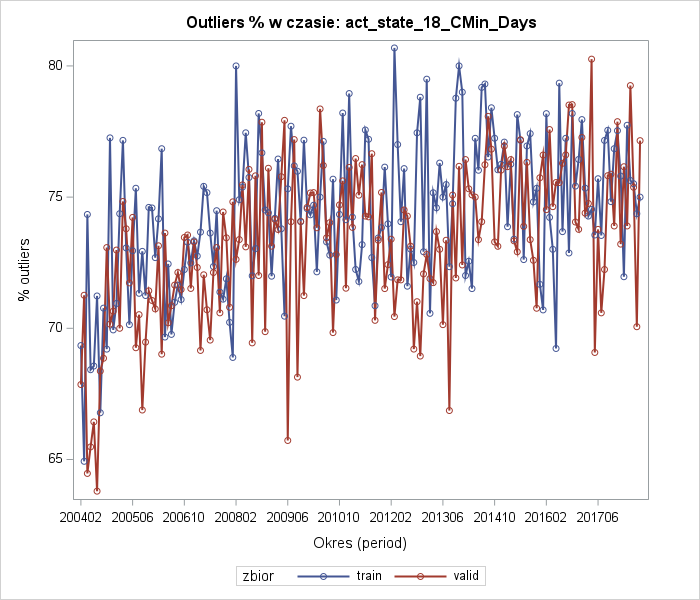 Outliers % w czasie: act_state_18_CMin_Days
% outliers
80
75
70
65
200402 200506 200610 200802 200906 201010 201202 201306 201410 201602 201706
Okres (period)
zbior train valid